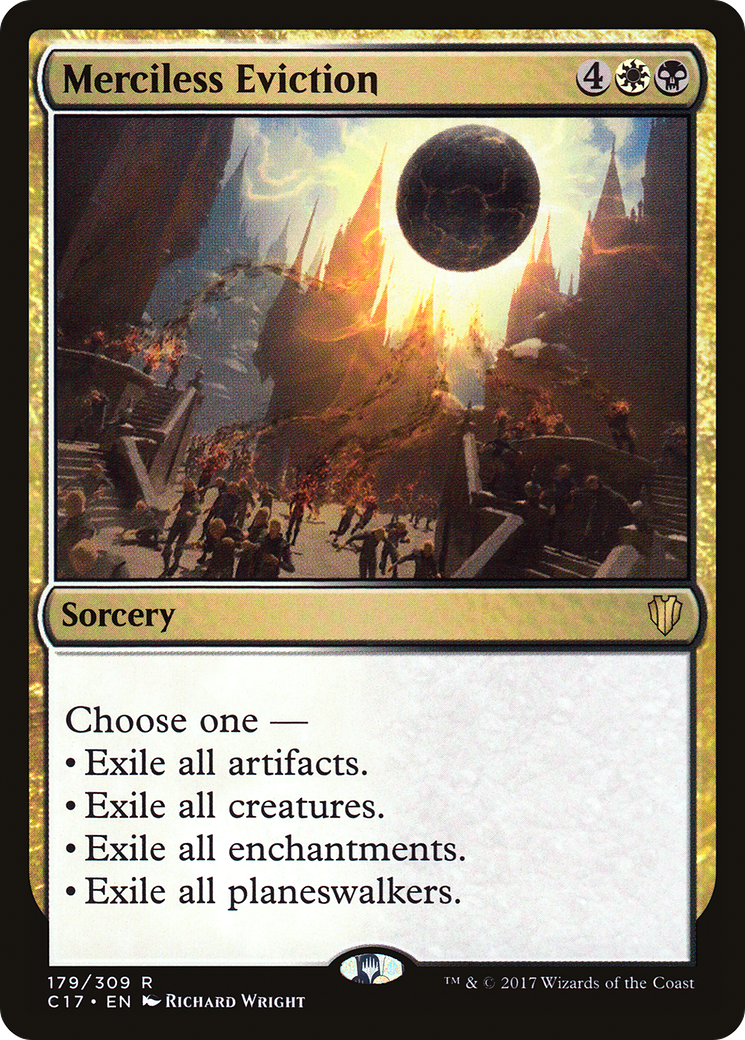 Merciless Eviction 4
Sorcery
Choose one —
• Exile all artifacts.
• Exile all creatures.
• Exile all enchantments.
• Exile all planeswalkers.
179/309 R
™ & © 2017 Wizards of the Coast
C17 • EN Richard Wright